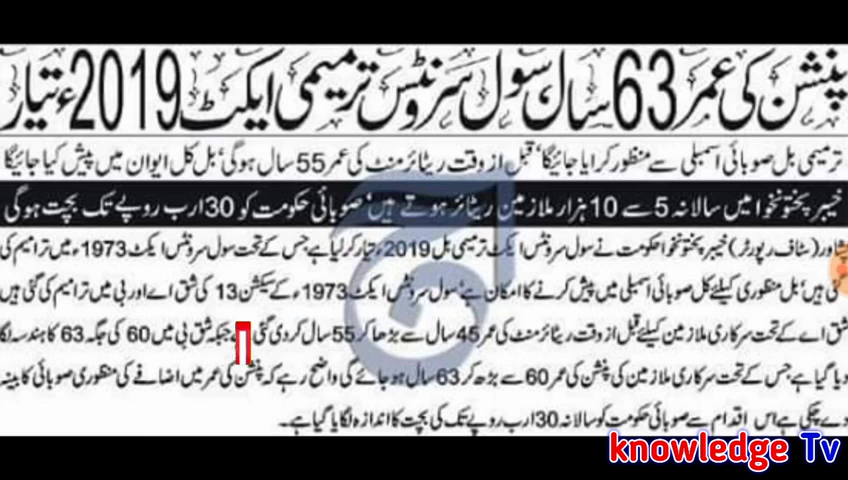 پنشن کی عمر 63 سال، سول سرونٹس ترمیمی ایکٹ 2019ء تیار
ترمیمی بل صوبائی اسمبلی سے منظور کرایا جائیگا، قبل از وقت ریٹائرمنٹ کی عمر 55 سال ہو گی، بل کل ایوان میں پیش کیا جائیگا
خیبر پختونخوا میں سالانہ 5 سے 10 ہزار ملازمین ریٹائر ہوتے ہیں، صوبائی حکومت کو 30 ارب روپے تک بچت ہو گی
پشاور (سٹاف رپورٹر) خیبر پختونخوا حکومت نے سول سرونٹس ایکٹ ترمیمی بل 2019ء تیار کر لیا ہے جس کے تحت سول سرونٹس ایکٹ 1973ء میں ترامیم کی
گئی ہیں، بل منظوری کیلئے کل صوبائی اسمبلی میں پیش کرنے کا امکان ہے، سول سرونٹس ایکٹ 1973ء کے سیکشن 13 کی شق اے اور بی میں ترامیم کی گئی ہیں
شق اے کے تحت سرکاری ملازمین کیلئے قبل از وقت ریٹائرمنٹ کی عمر 45 سال سے بڑھا کر 55 سال کر دی گئی جبکہ شق بی میں 60 کی جگہ 63 کا ہندسہ لگا
دیا گیا ہے جس کے تحت سرکاری ملازمین کی پنشن کی عمر 60 سے بڑھ کر 63 سال ہو جائے گی واضح رہے کہ پنشن کی عمر میں اضافے کی منظوری صوبائی کابینہ
دے چکی ہے اس اقدام سے صوبائی حکومت کو سالانہ 30 ارب روپے تک کی بچت کا اندازہ لگایا گیا ہے۔
knowledge Tv